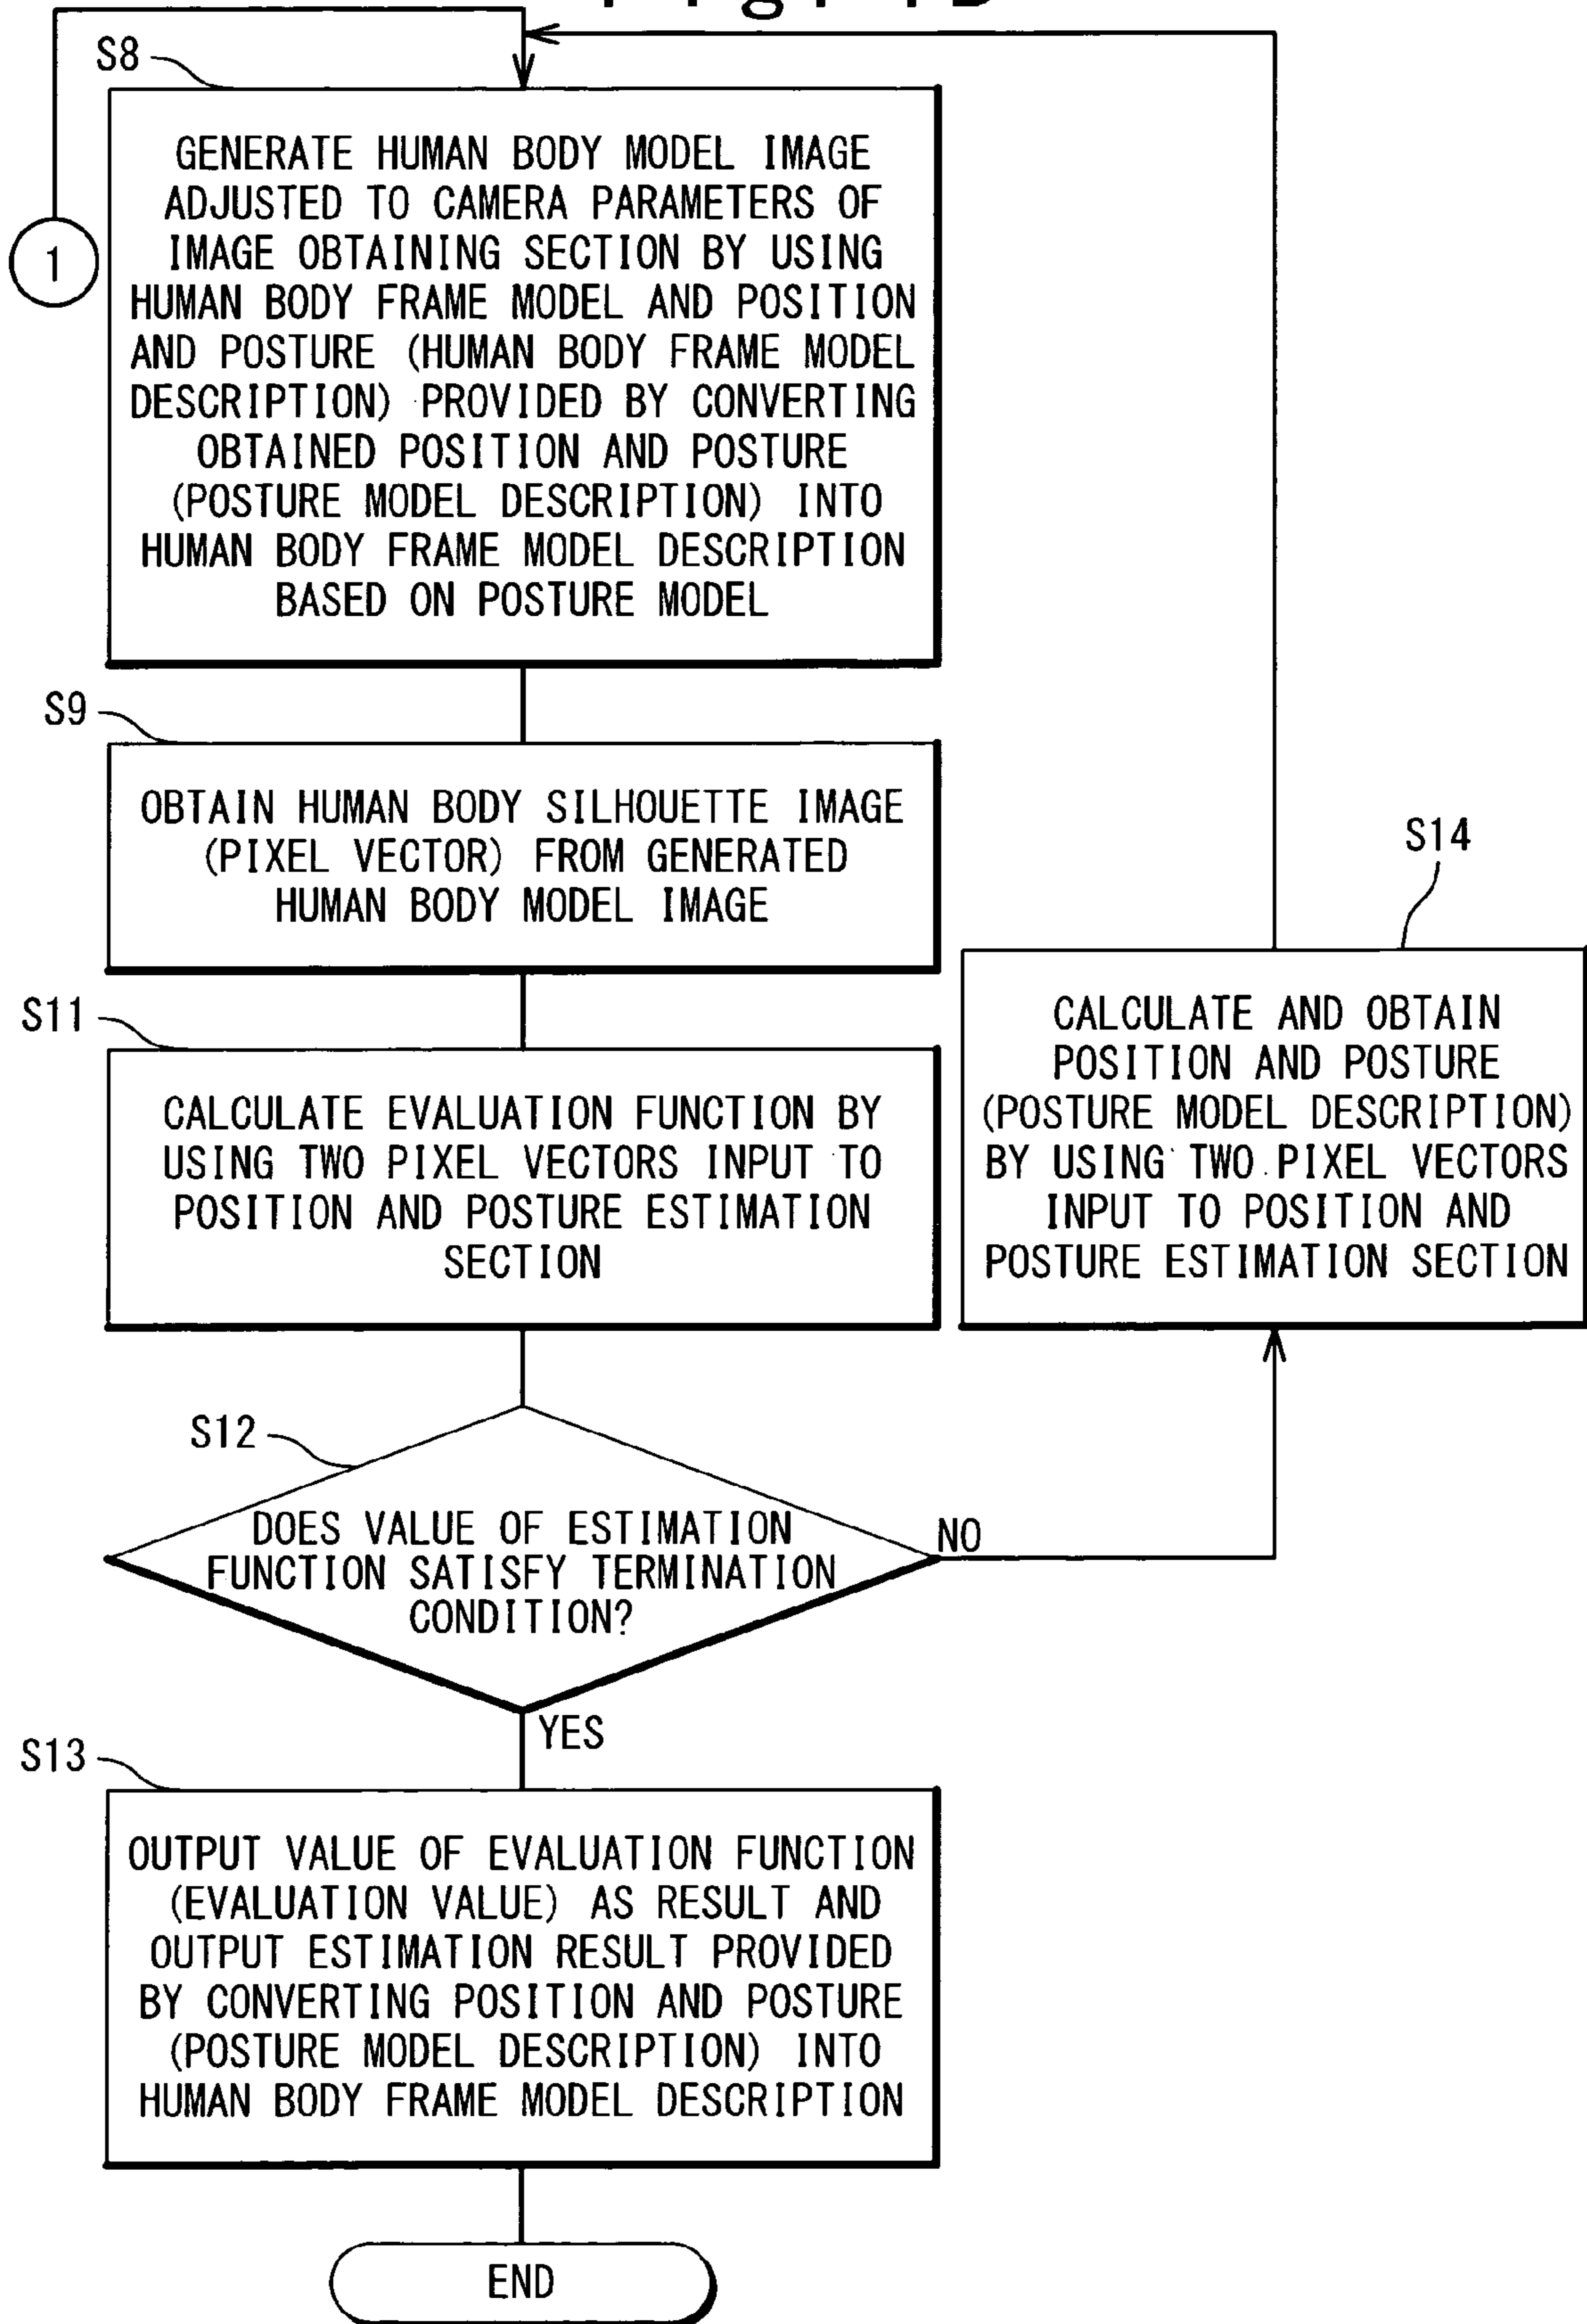 S8
GENERATE HUMAN BODY MODEL IMAGE
ADJUSTED TO CAMERA PARAMETERS OF
IMAGE OBTAINING SECTION BY USING
HUMAN BODY FRAME MODEL AND POSITION
AND POSTURE (HUMAN BODY FRAME MODEL
DESCRIPTION) PROVIDED BY CONVERTING
OBTAINED POSITION AND POSTURE
(POSTURE MODEL DESCRIPTION) INTO
HUMAN BODY FRAME MODEL DESCRIPTION
BASED ON POSTURE MODEL
1
S9
OBTAIN HUMAN BODY SILHOUETTE IMAGE
(PIXEL VECTOR) FROM GENERATED
HUMAN BODY MODEL IMAGE
S11
CALCULATE EVALUATION FUNCTION BY
USING TWO PIXEL VECTORS INPUT TO
POSITION AND POSTURE ESTIMATION
SECTION
S14
CALCULATE AND OBTAIN
POSITION AND POSTURE
(POSTURE MODEL DESCRIPTION)
BY USING TWO PIXEL VECTORS
INPUT TO POSITION AND
POSTURE ESTIMATION SECTION
S12
DOES VALUE OF ESTIMATION
FUNCTION SATISFY TERMINATION
CONDITION?
NO
YES
S13
OUTPUT VALUE OF EVALUATION FUNCTION
(EVALUATION VALUE) AS RESULT AND
OUTPUT ESTIMATION RESULT PROVIDED
BY CONVERTING POSITION AND POSTURE
(POSTURE MODEL DESCRIPTION) INTO
HUMAN BODY FRAME MODEL DESCRIPTION
END